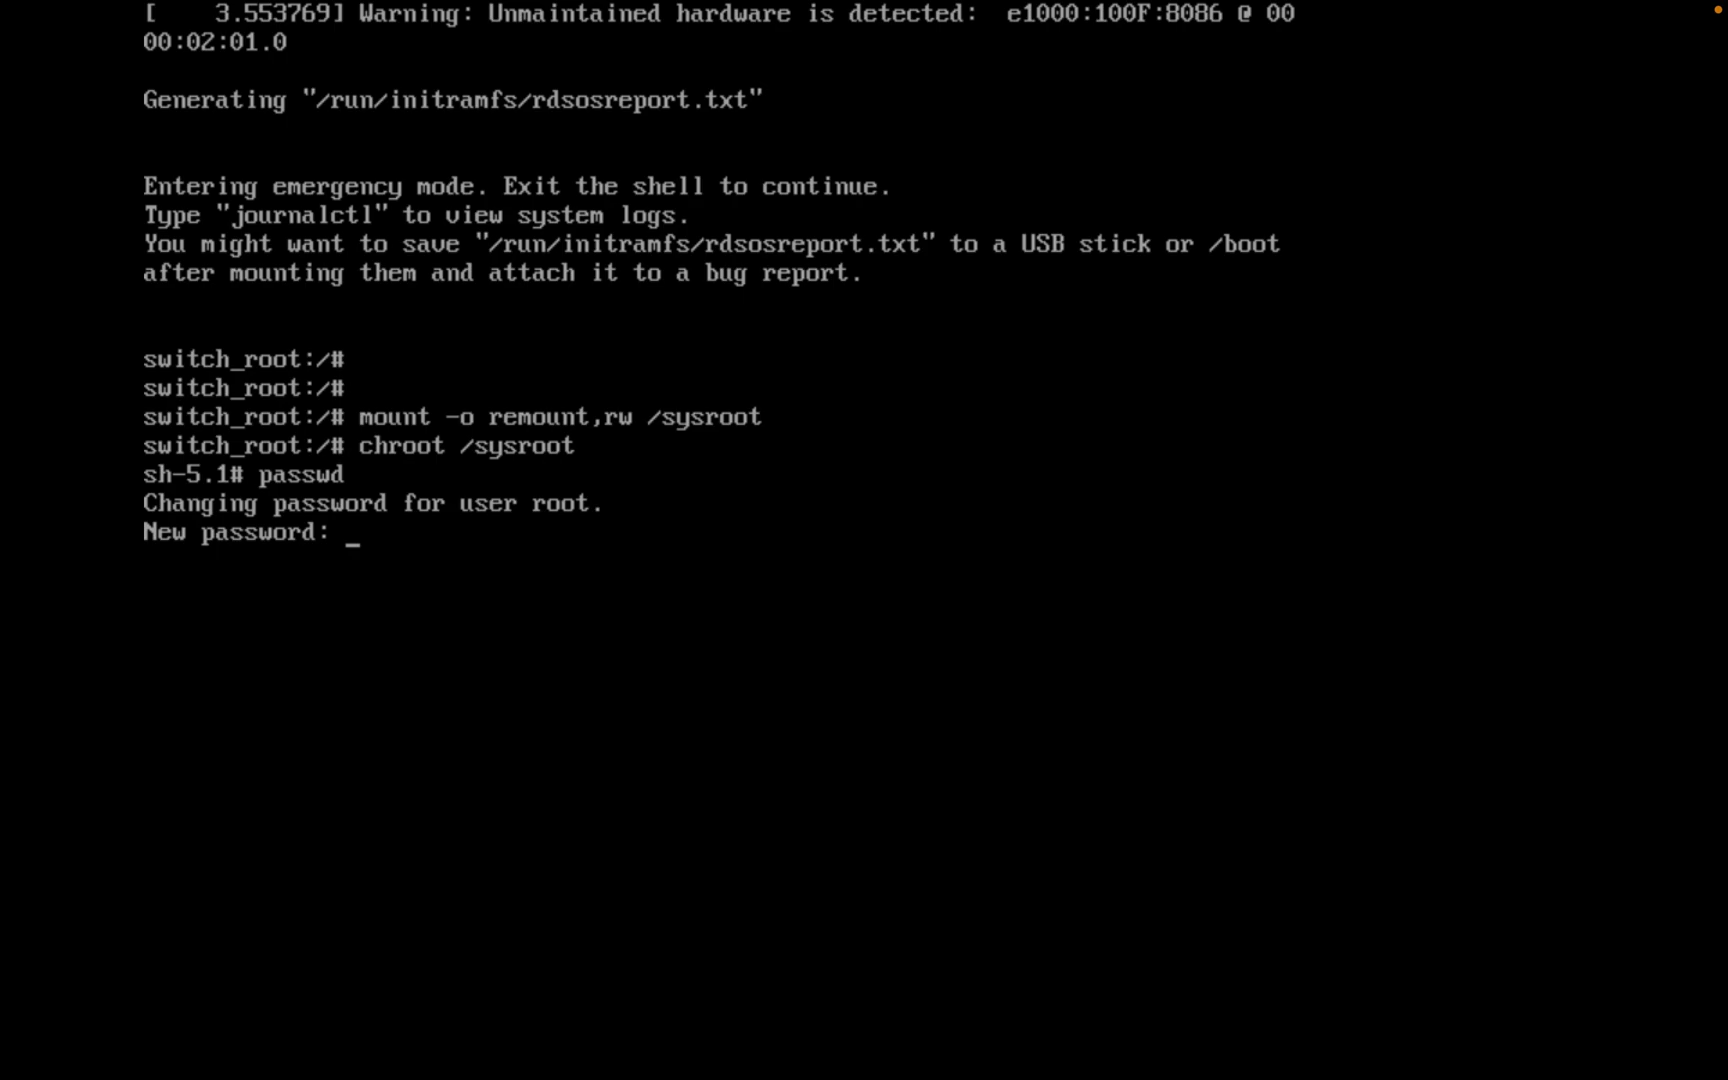 [    3.553769] Warning: Unmaintained hardware is detected:  e1000:100F:8086 @ 00
00:02:01.0
Generating "/run/initramfs/rdsosreport.txt"
Entering emergency mode. Exit the shell to continue.
Type "journalctl" to view system logs.
You might want to save "/run/initramfs/rdsosreport.txt" to a USB stick or /boot
after mounting them and attach it to a bug report.
switch_root:/#
switch_root:/#
switch_root:/# mount -o remount,rw /sysroot
switch_root:/# chroot /sysroot
sh-5.1# passwd
Changing password for user root.
New password: _